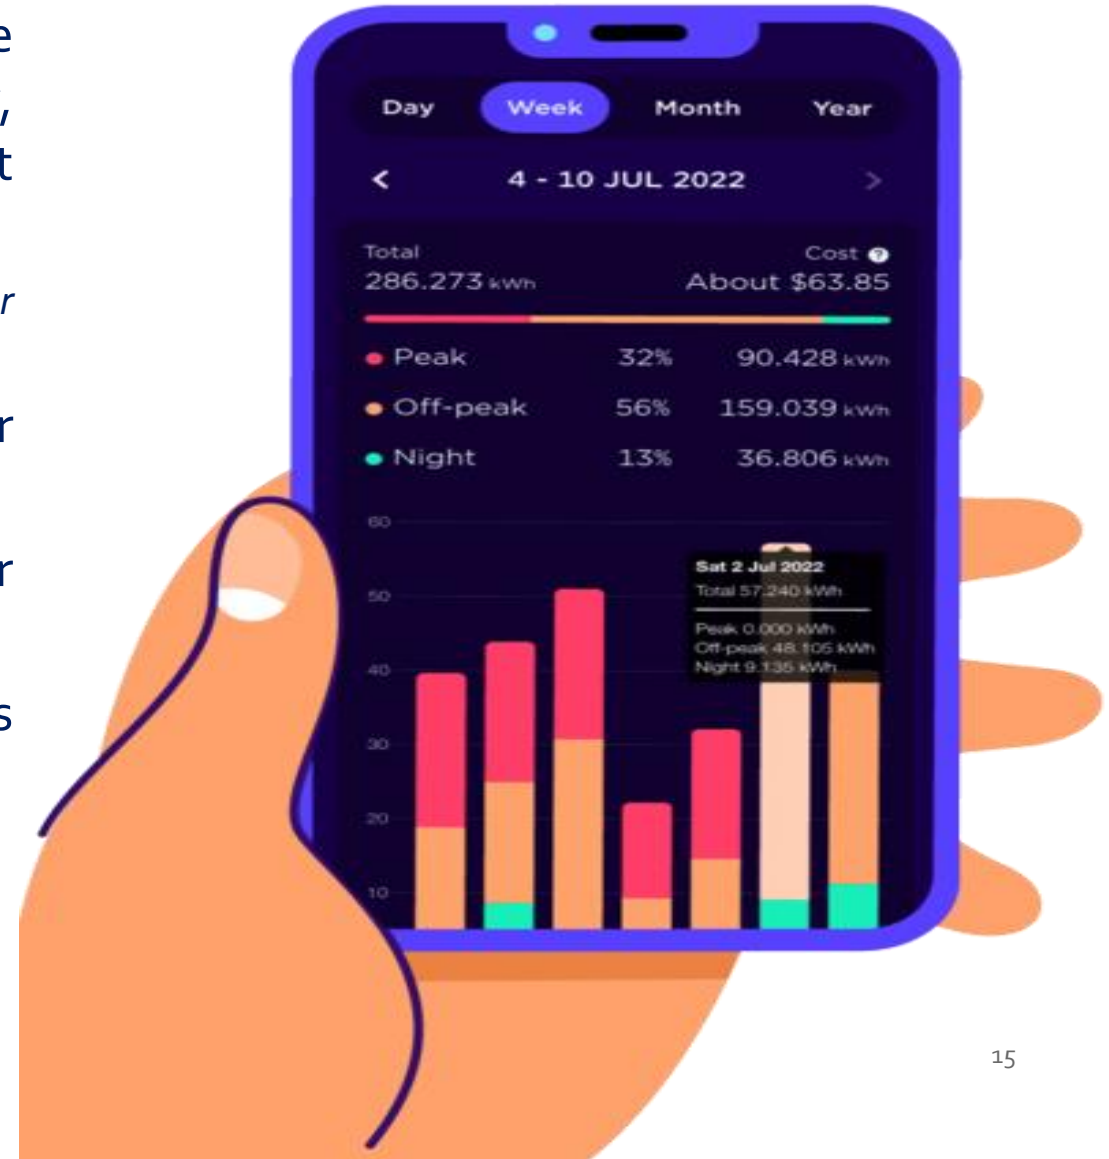 e
,
t
r
r
r
s
Day Week Month Year
< 4 - 10 JUL 2022 >
Total Cost ?
286.273 kWh About $63.85
Peak 32% 90.428 kWh
Off-peak 56% 159.039 kWh
Night 13% 36.806 kWh
60
50
40
30
20
10
Sat 2 Jul 2022
Total 57.240 kWh
Peak 0.000 kWh
Off-peak 48.105 kWh
Night 9.135 kWh
15